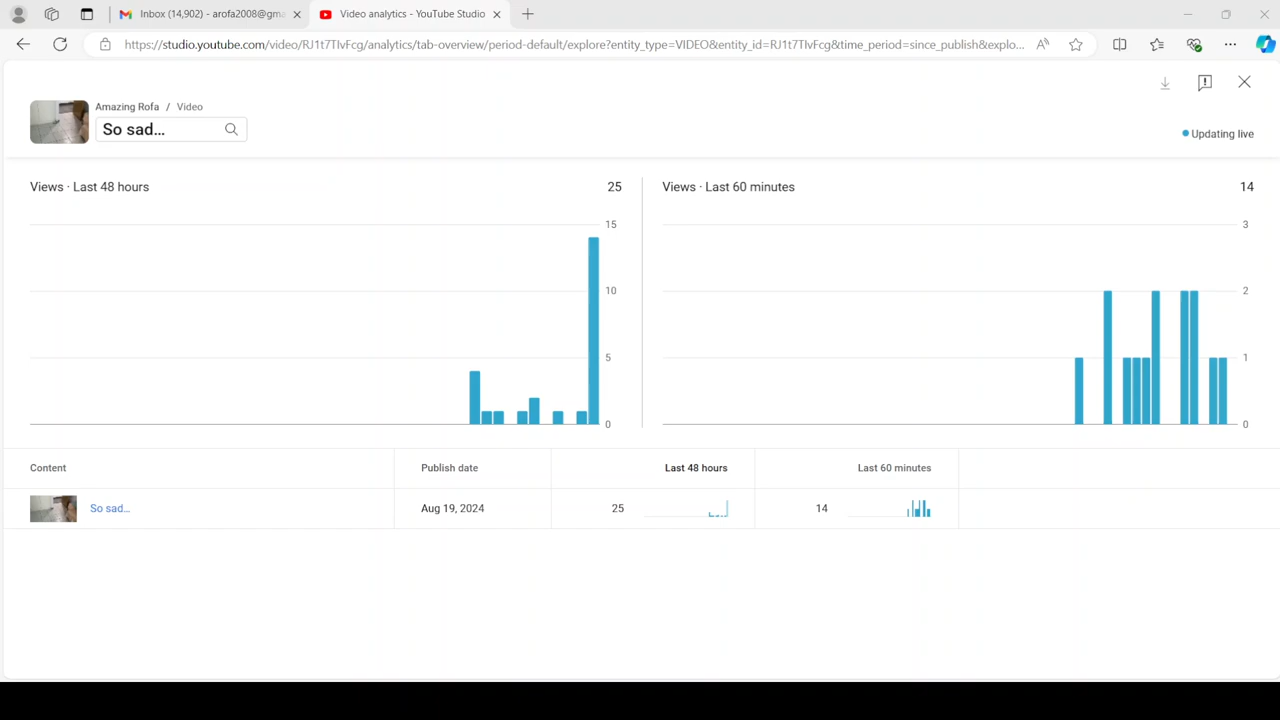 Inbox (14,902) - arofa2008@gma
Video analytics - YouTube Studio
https://studio.youtube.com/video/RJ1t7TIvFcg/analytics/tab-overview/period-default/explore?entity_type=VIDEO&entity_id=RJ1t7TIvFcg&time_period=since_publish&explo...
Amazing Rofa / Video
So sad...
Updating live
Views · Last 48 hours 25
15
10
5
0
Views · Last 60 minutes 14
3
2
1
0
Content Publish date Last 48 hours Last 60 minutes
So sad... Aug 19, 2024 25 14